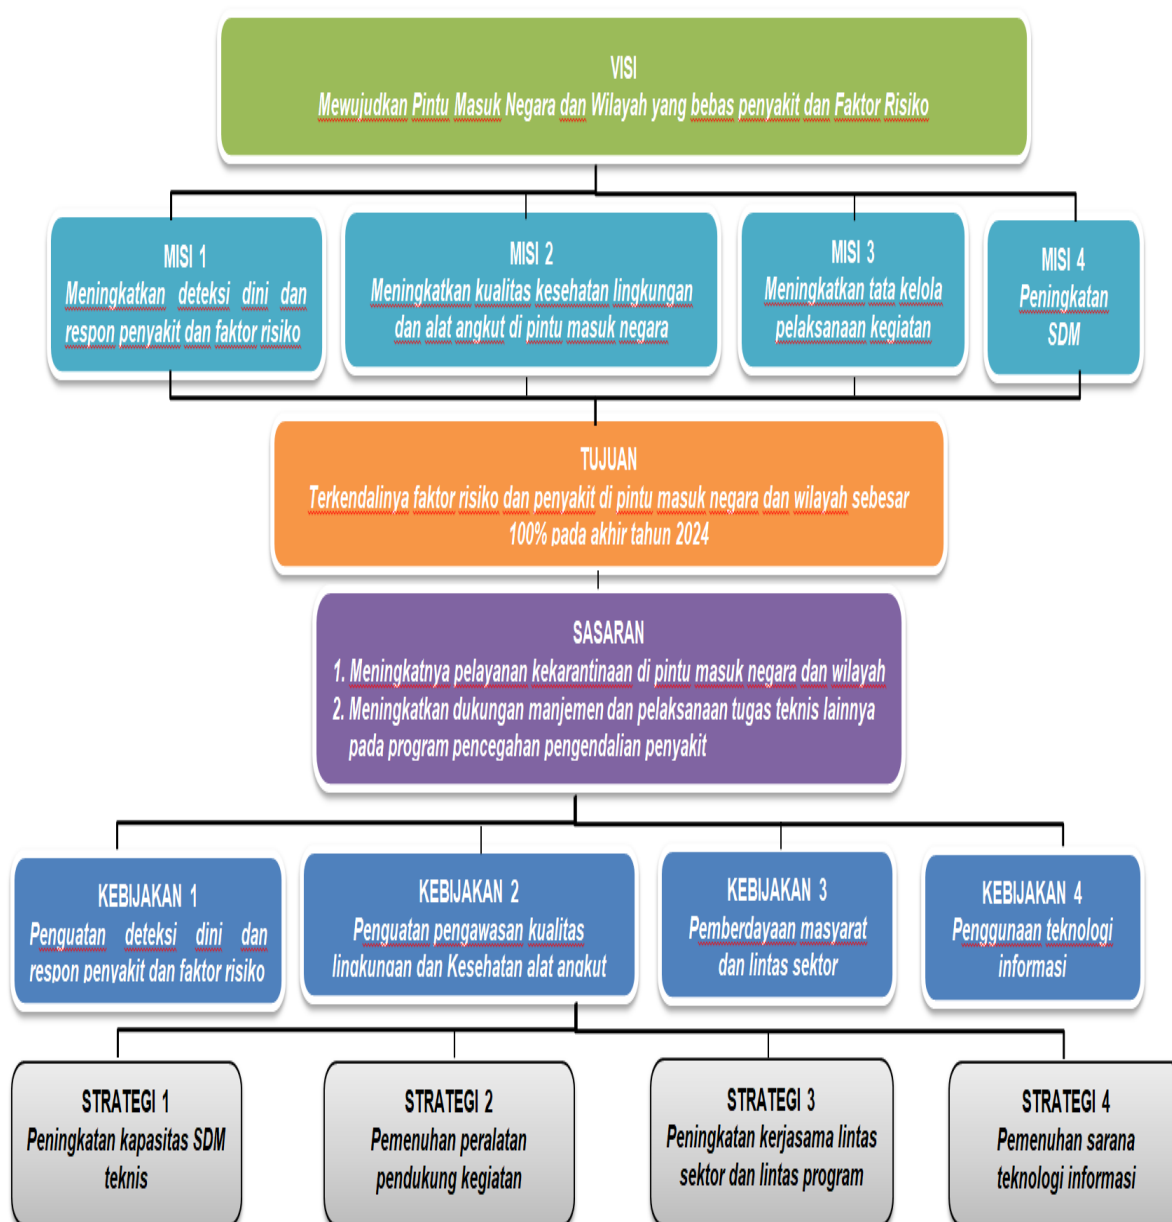 VISI
Mewujudkan Pintu Masuk Negara dan Wilayah yang bebas penyakit dan Faktor Risiko
MISI 1
Meningkatkan deteksi dini dan
respon penyakit dan faktor risiko
MISI 2
Meningkatkan kualitas kesehatan lingkungan
dan alat angkut di pintu masuk negara
MISI 3
Meningkatkan tata kelola
pelaksanaan kegiatan
MISI 4
Peningkatan
SDM
TUJUAN
Terkendalinya faktor risiko dan penyakit di pintu masuk negara dan wilayah sebesar
100% pada akhir tahun 2024
SASARAN
1. Meningkatnya pelayanan kekarantinaan di pintu masuk negara dan wilayah
2. Meningkatkan dukungan manjemen dan pelaksanaan tugas teknis lainnya
pada program pencegahan pengendalian penyakit
KEBIJAKAN 1
Penguatan deteksi dini dan
respon penyakit dan faktor risiko
KEBIJAKAN 2
Penguatan pengawasan kualitas
lingkungan dan Kesehatan alat angkut
KEBIJAKAN 3
Pemberdayaan masyarat
dan lintas sektor
KEBIJAKAN 4
Penggunaan teknologi
informasi
STRATEGI 1
Peningkatan kapasitas SDM
teknis
STRATEGI 2
Pemenuhan peralatan
pendukung kegiatan
STRATEGI 3
Peningkatan kerjasama lintas
sektor dan lintas program
STRATEGI 4
Pemenuhan sarana
teknologi informasi